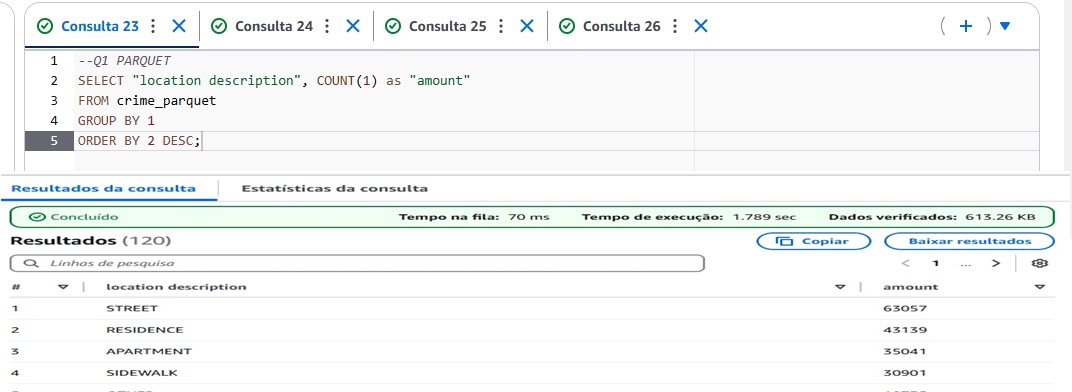 Consulta 23 Consulta 24 Consulta 25 Consulta 26
1 --Q1 PARQUET
2 SELECT "location description", COUNT(1) as "amount"
3 FROM crime_parquet
4 GROUP BY 1
5 ORDER BY 2 DESC;
Resultados da consulta Estatísticas da consulta
Concluído Tempo na fila: 70 ms Tempo de execução: 1.789 sec Dados verificados: 613.26 KB
Resultados (120) Copiar Baixar resultados
Linhas de pesquisa 1 ...
# location description amount
1 STREET 63057
2 RESIDENCE 43139
3 APARTMENT 35041
4 SIDEWALK 30901